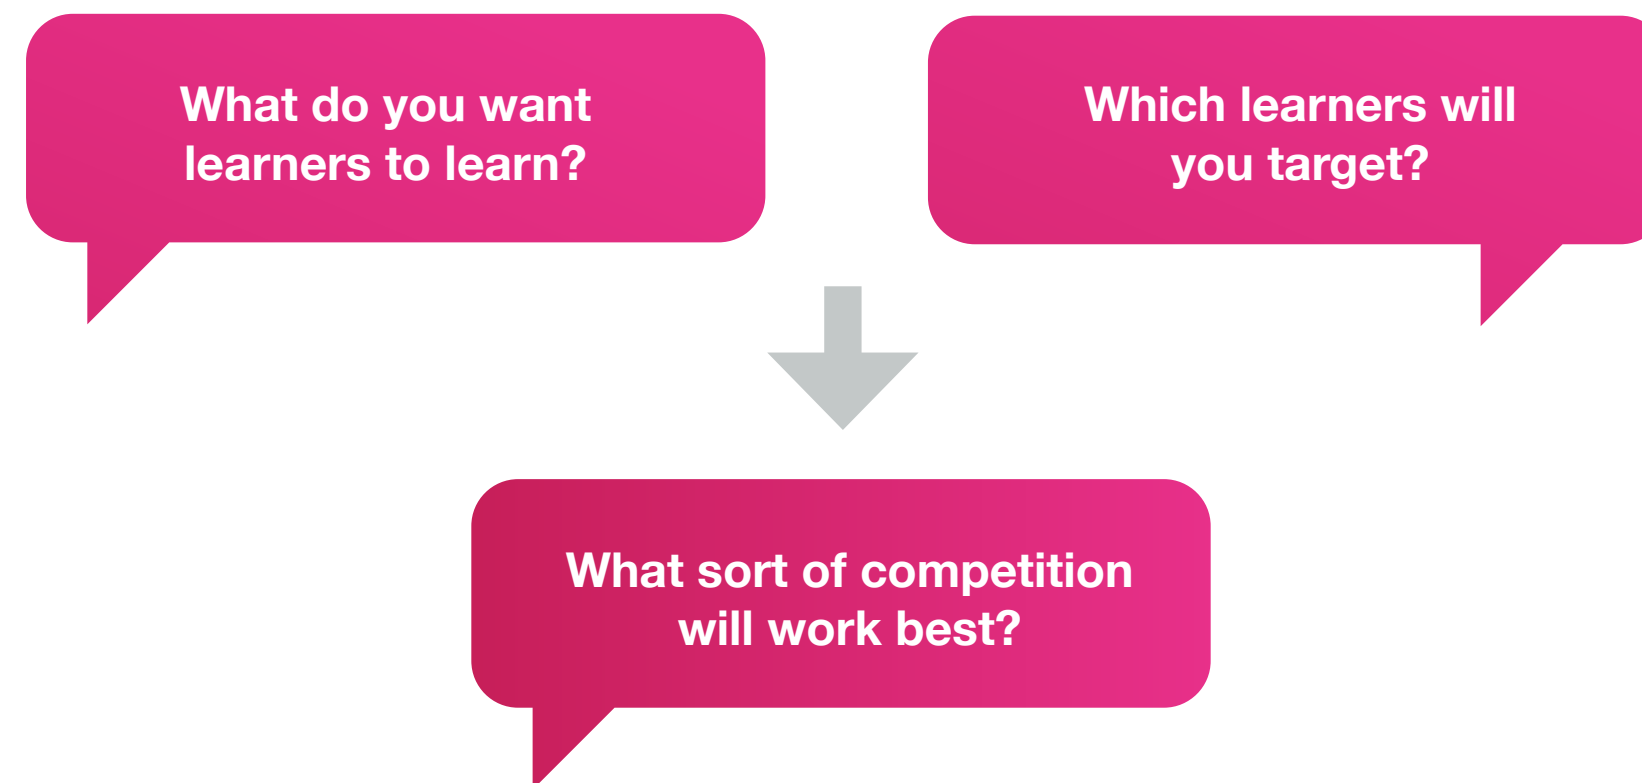 What do you want
learners to learn?
Which learners will
you target?
What sort of competition
will work best?